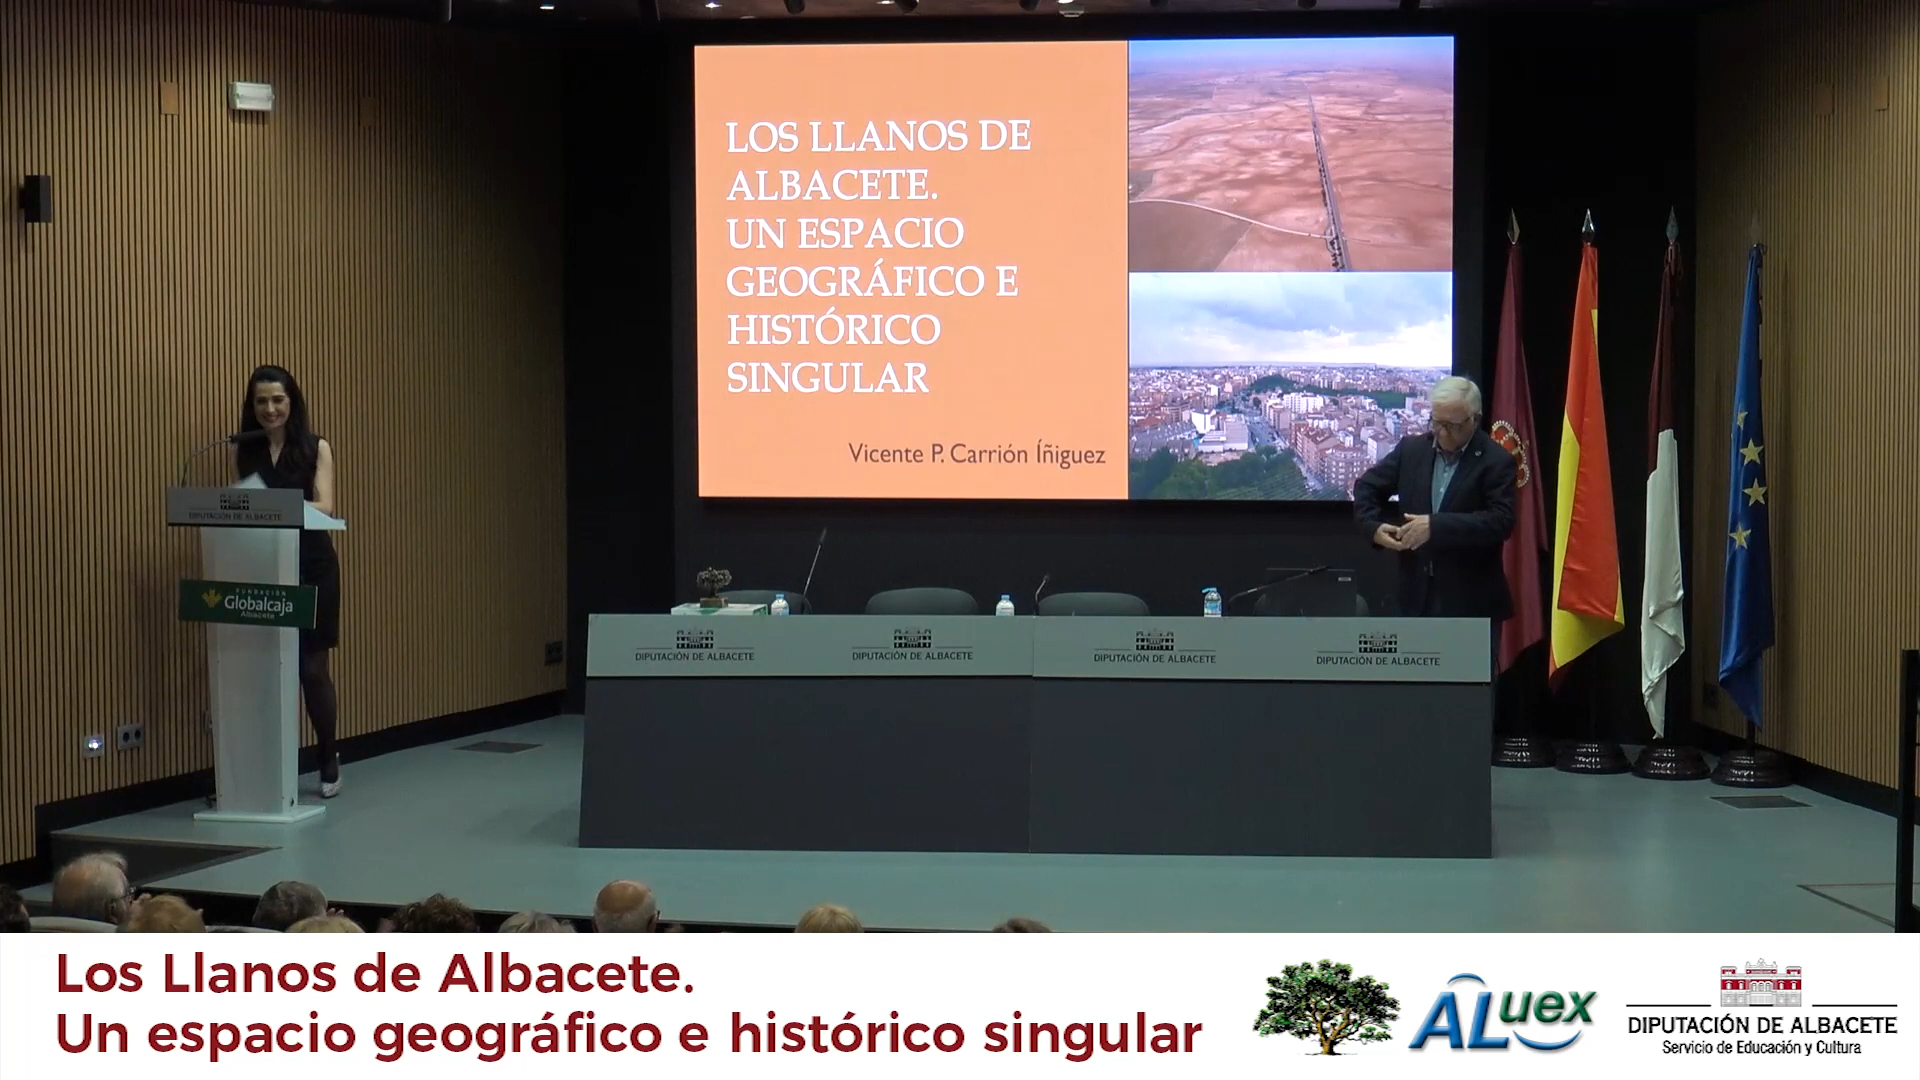 LOS LLANOS DE
ALBACETE.
UN ESPACIO
GEOGRÁFICO E
HISTÓRICO
SINGULAR
Vicente P. Carrión Íñiguez
DIPUTACIÓN DE ALBACETE
FUNDACIÓN
Globalcaja
Albacete
DIPUTACIÓN DE ALBACETE
DIPUTACIÓN DE ALBACETE
DIPUTACIÓN DE ALBACETE
DIPUTACIÓN DE ALBACETE
Los Llanos de Albacete.
Un espacio geográfico e histórico singular
ALuex
DIPUTACIÓN DE ALBACETE
Servicio de Educación y Cultura